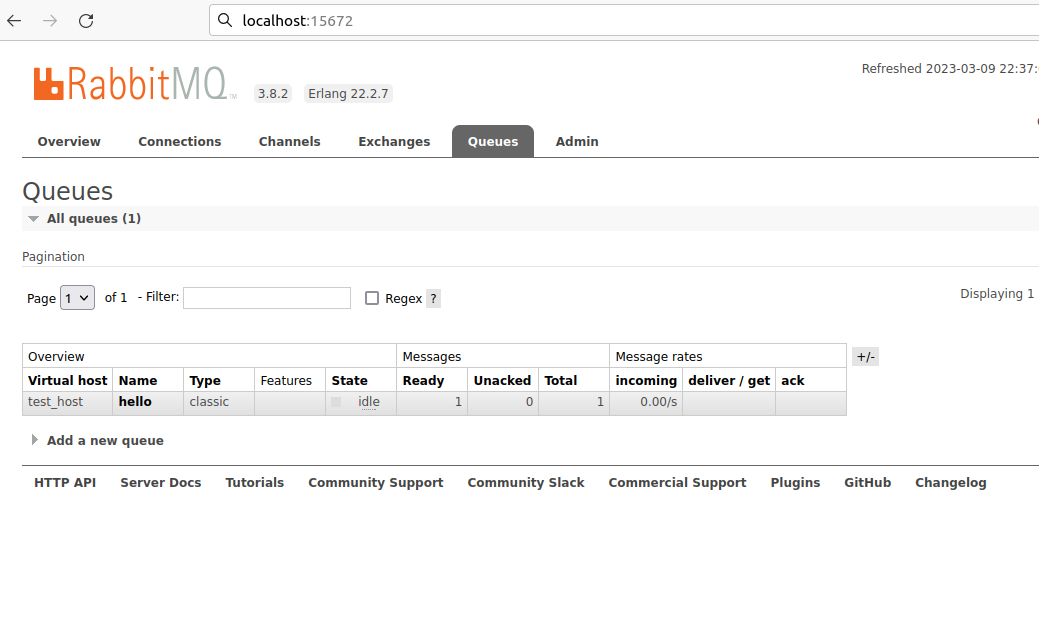 localhost:15672
Refreshed 2023-03-09 22:37:
RabbitMQ TM 3.8.2 Erlang 22.2.7
Overview Connections Channels Exchanges Queues Admin
Queues
All queues (1)
Pagination
Page 1 of 1 - Filter: Regex ? Displaying 1
Overview Messages Message rates +/-
Virtual host Name Type Features State Ready Unacked Total incoming deliver / get ack
test_host hello classic idle 1 0 1 0.00/s
Add a new queue
HTTP API Server Docs Tutorials Community Support Community Slack Commercial Support Plugins GitHub Changelog